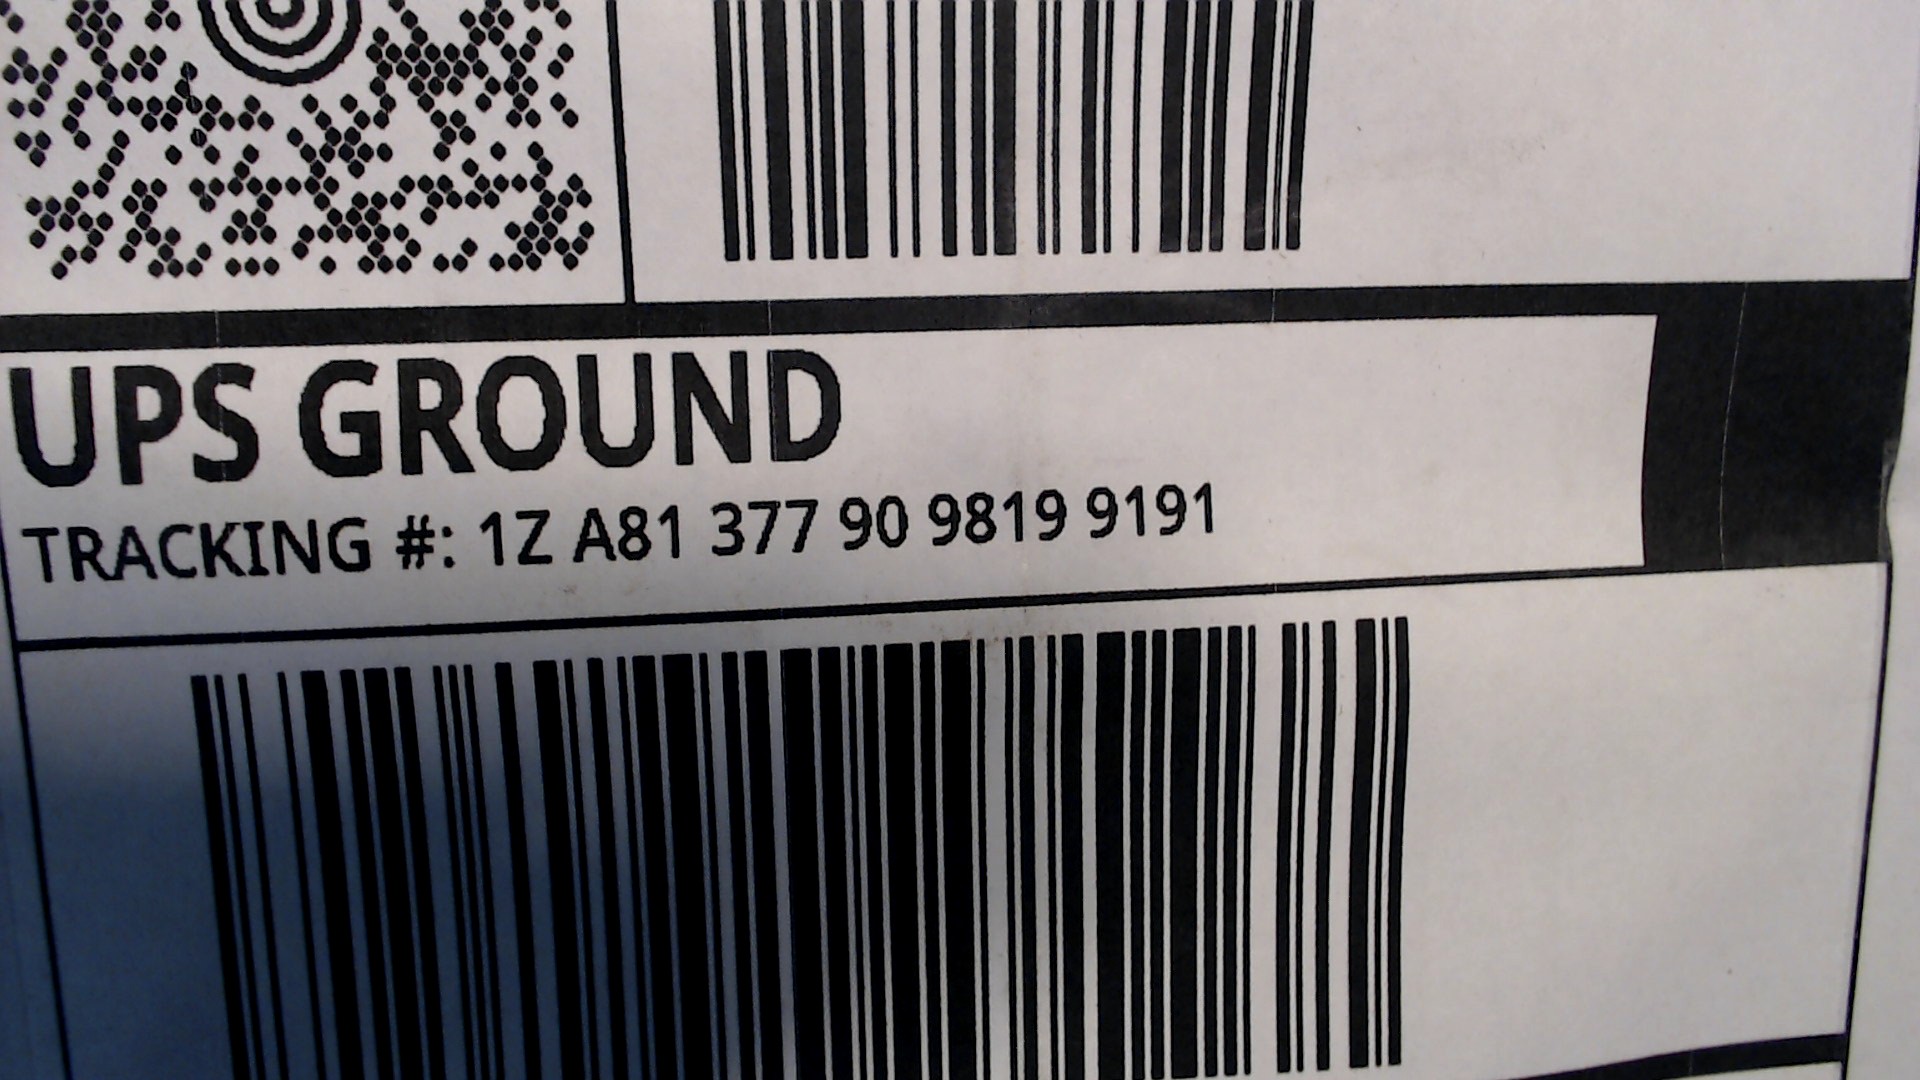 UPS GROUND
TRACKING #: 1Z A81 377 90 9819 9191